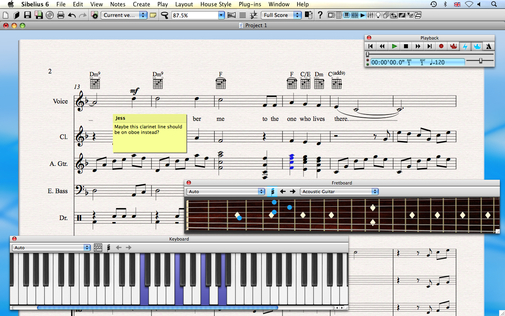 Sibelius 6 File Edit View Notes Create Play Layout House Style Plug-ins Window Help
Current ve... 87.5% Full Score
Project 1
Playback
00:00'00.0" =120
2
13
Dm⁹ Dm⁹ F F C/E Dm
mf
Voice
ber me to the one who lives there.
Jess
Maybe this clarinet line should
be on oboe instead?
Cl.
A. Gtr.
E. Bass
Dr.
Fretboard
Auto Acoustic Guitar
Keyboard
Auto